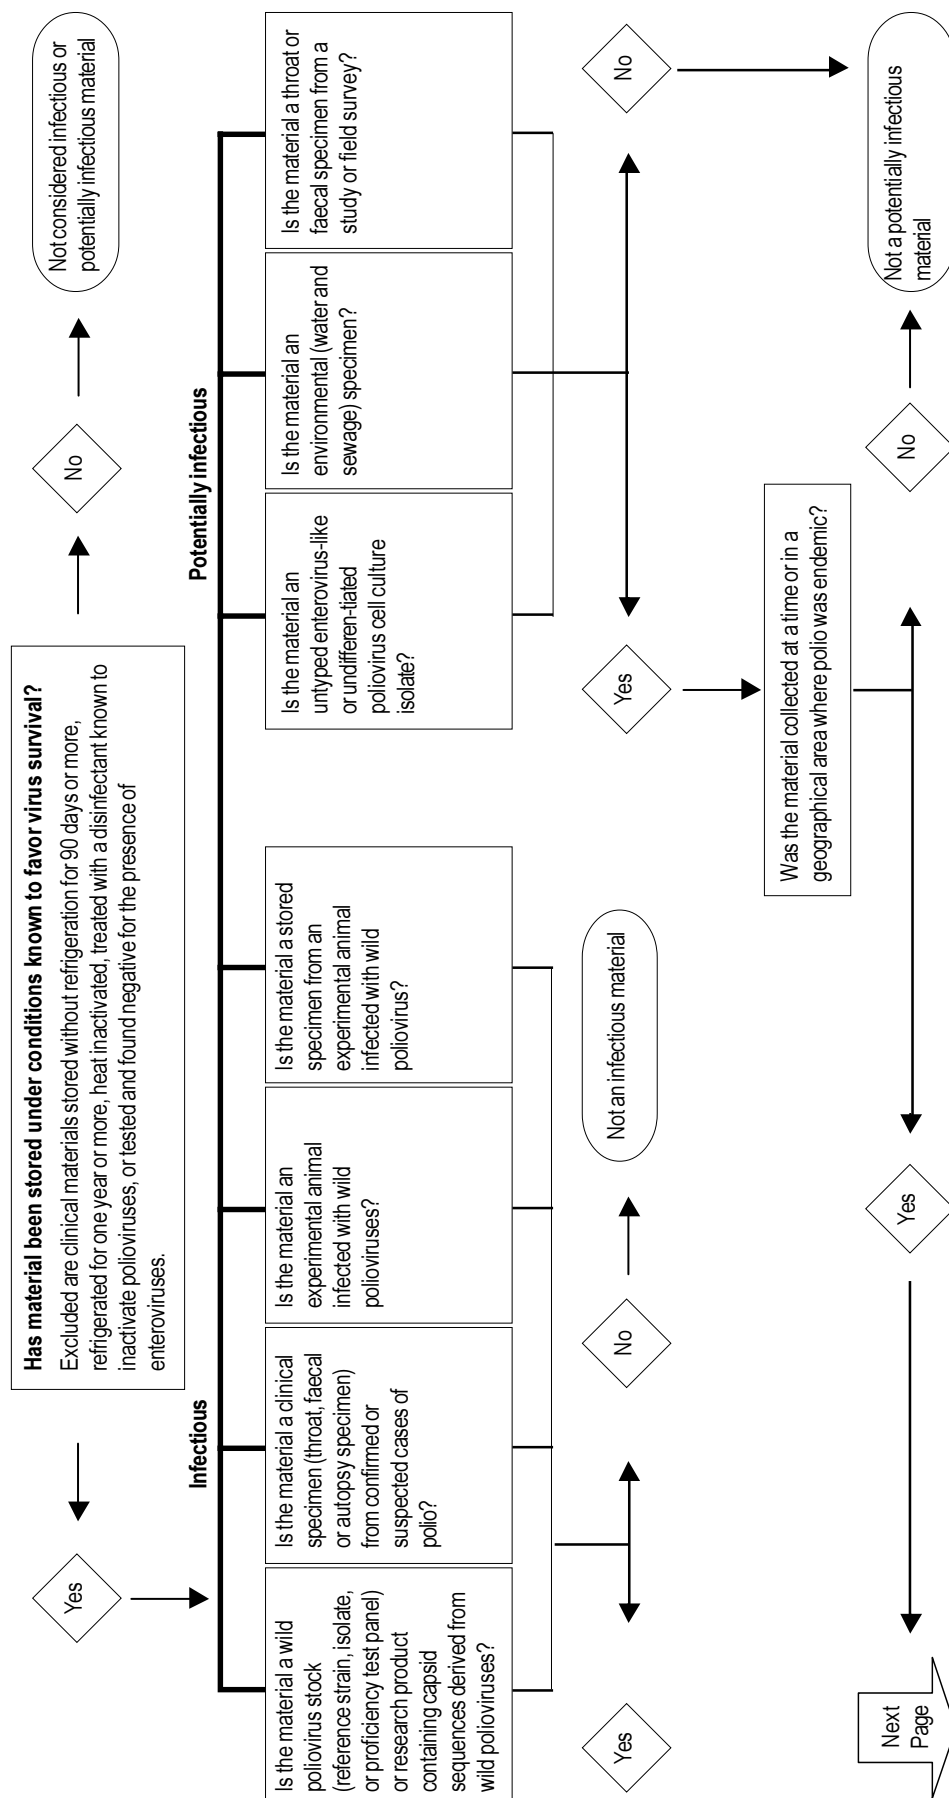 Has material been stored under conditions known to favor virus survival?
Excluded are clinical materials stored without refrigeration for 90 days or more,
refrigerated for one year or more, heat inactivated, treated with a disinfectant known to
inactivate polioviruses, or tested and found negative for the presence of
enteroviruses.
Yes
No
Not considered infectious or
potentially infectious material
Infectious
Potentially infectious
Is the material a wild
poliovirus stock
(reference strain, isolate,
or proficiency test panel)
or research product
containing capsid
sequences derived from
wild polioviruses?
Is the material a clinical
specimen (throat, faecal
or autopsy specimen)
from confirmed or
suspected cases of
polio?
Is the material an
experimental animal
infected with wild
polioviruses?
Is the material a stored
specimen from an
experimental animal
infected with wild
poliovirus?
Is the material an
untyped enterovirus-like
or undifferen-tiated
poliovirus cell culture
isolate?
Is the material an
environmental (water and
sewage) specimen?
Is the material a throat or
faecal specimen from a
study or field survey?
Yes
No
Not an infectious material
Yes
No
Was the material collected at a time or in a
geographical area where polio was endemic?
Next
Page
Yes
No
Not a potentially infectious
material